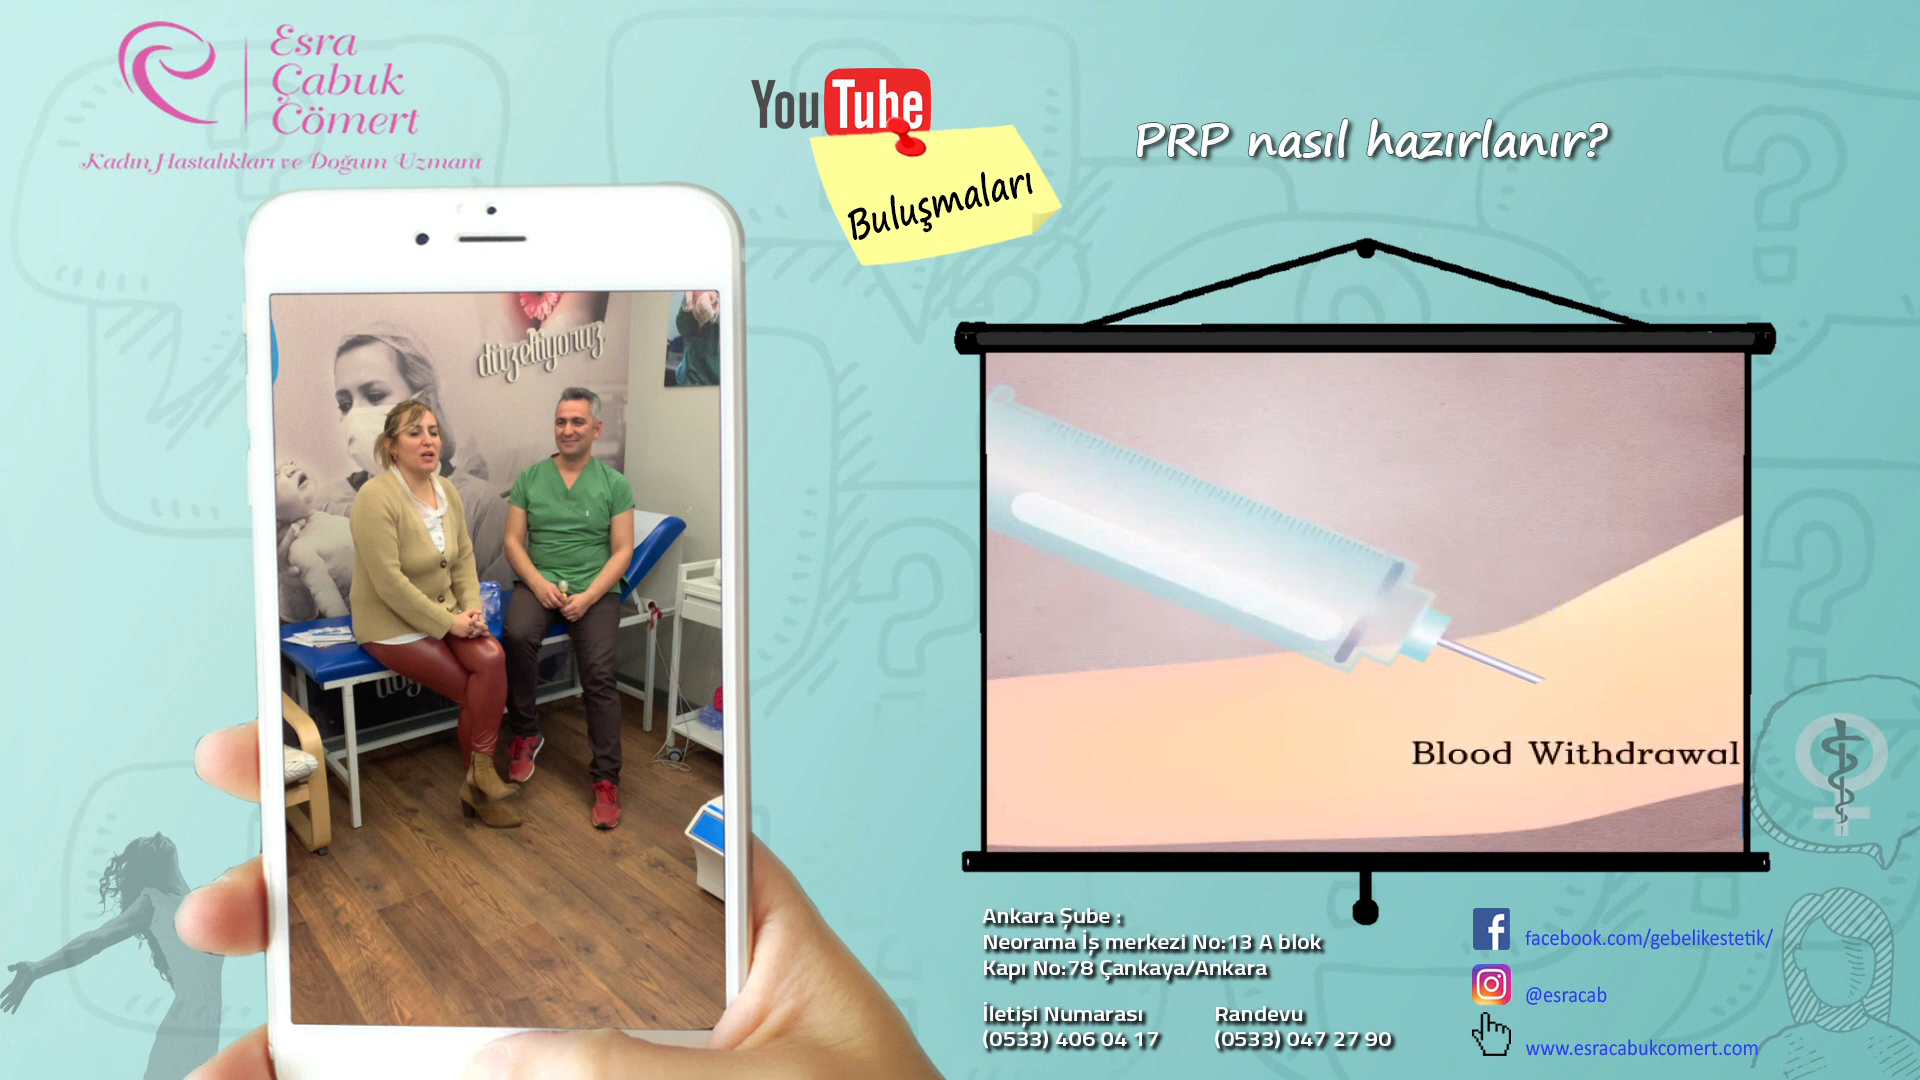 Esra
Çabuk
Çömert
Kadın Hastalıkları ve Doğum Uzmanı
YouTube
Buluşmaları
PRP nasıl hazırlanır?
düzeltiyoruz
Blood Withdrawal
Ankara Şube :
Neorama İş merkezi No:13 A blok
Kapı No:78 Çankaya/Ankara
İletişi Numarası
(0533) 406 04 17
Randevu
(0533) 047 27 90
facebook.com/gebelikestetik/
@esracab
www.esracabukcomert.com